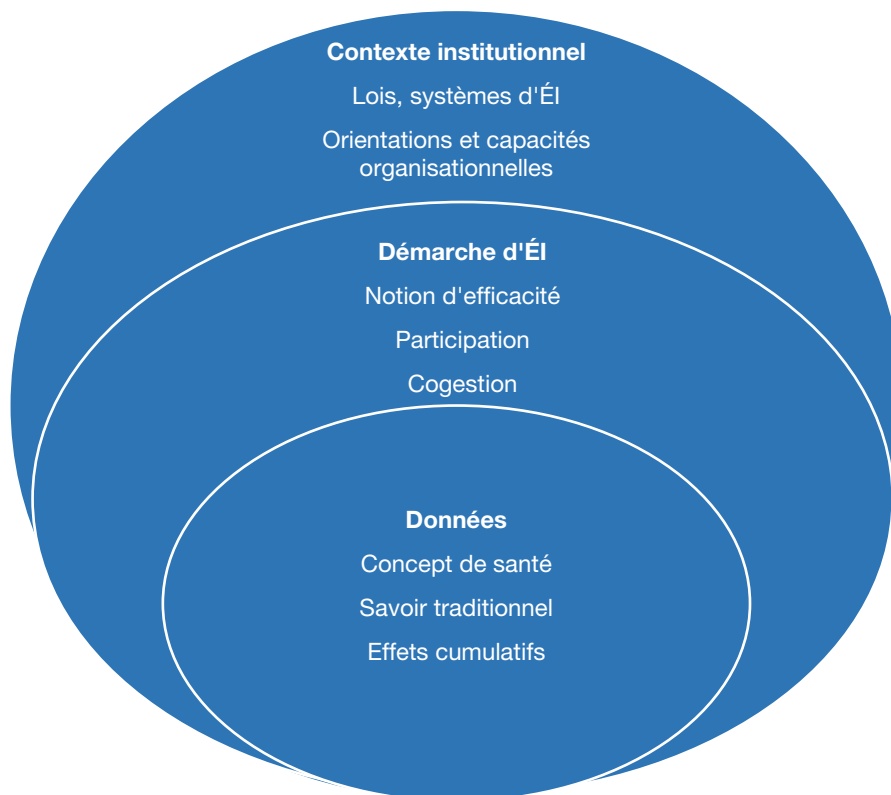 Contexte institutionnel
Lois, systèmes d'ÉI
Orientations et capacités
organisationnelles
Démarche d'ÉI
Notion d'efficacité
Participation
Cogestion
Données
Concept de santé
Savoir traditionnel
Effets cumulatifs